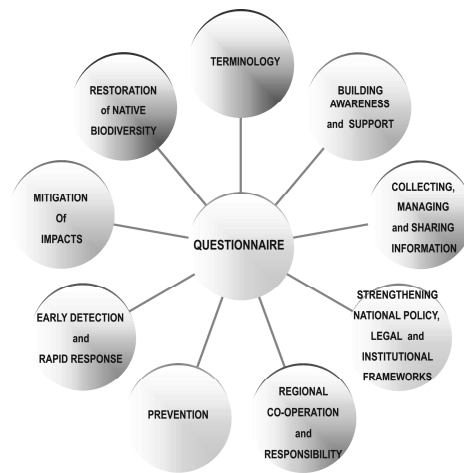 TERMINOLOGY
BUILDING
AWARENESS
and SUPPORT
COLLECTING,
MANAGING
and SHARING
INFORMATION
STRENGTHENING
NATIONAL POLICY,
LEGAL and
INSTITUTIONAL
FRAMEWORKS
REGIONAL
CO-OPERATION
and
RESPONSIBILITY
PREVENTION
EARLY DETECTION
and
RAPID RESPONSE
MITIGATION
Of
IMPACTS
RESTORATION
of NATIVE
BIODIVERSITY
QUESTIONNAIRE